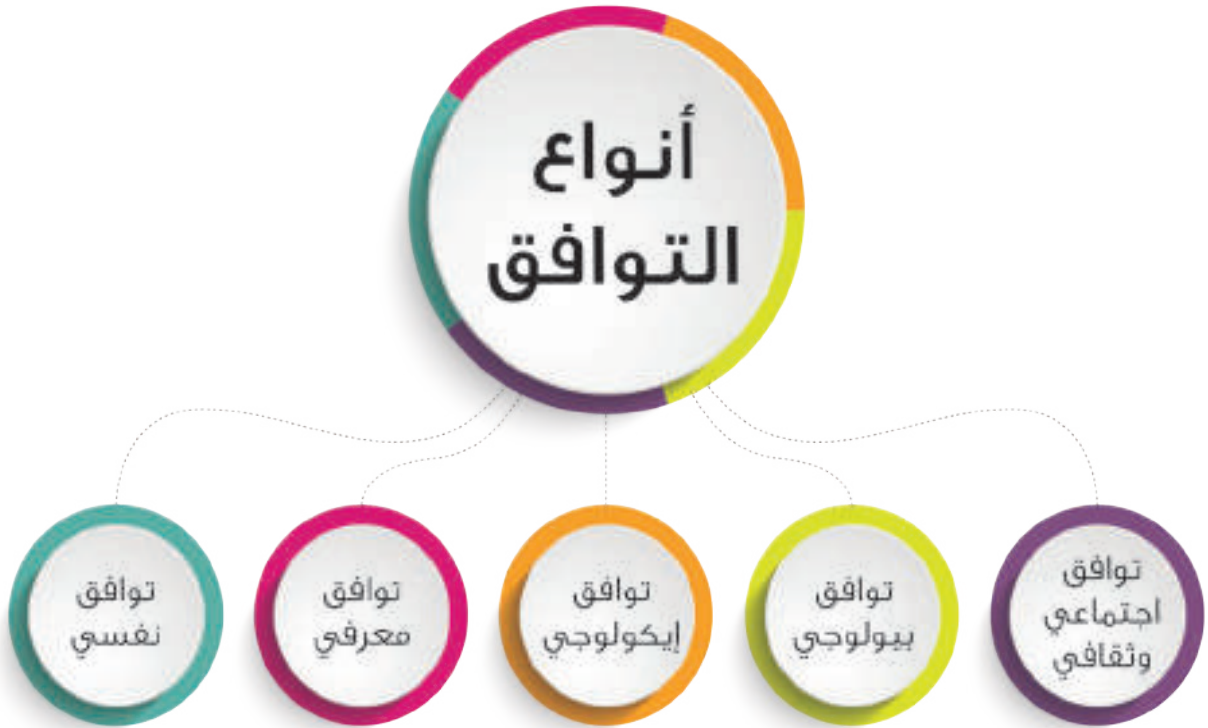 أنواع
التوافق
توافق
اجتماعي
وثقافي
توافق
بيولوجي
توافق
إيكولوجي
توافق
معرفي
توافق
نفسي